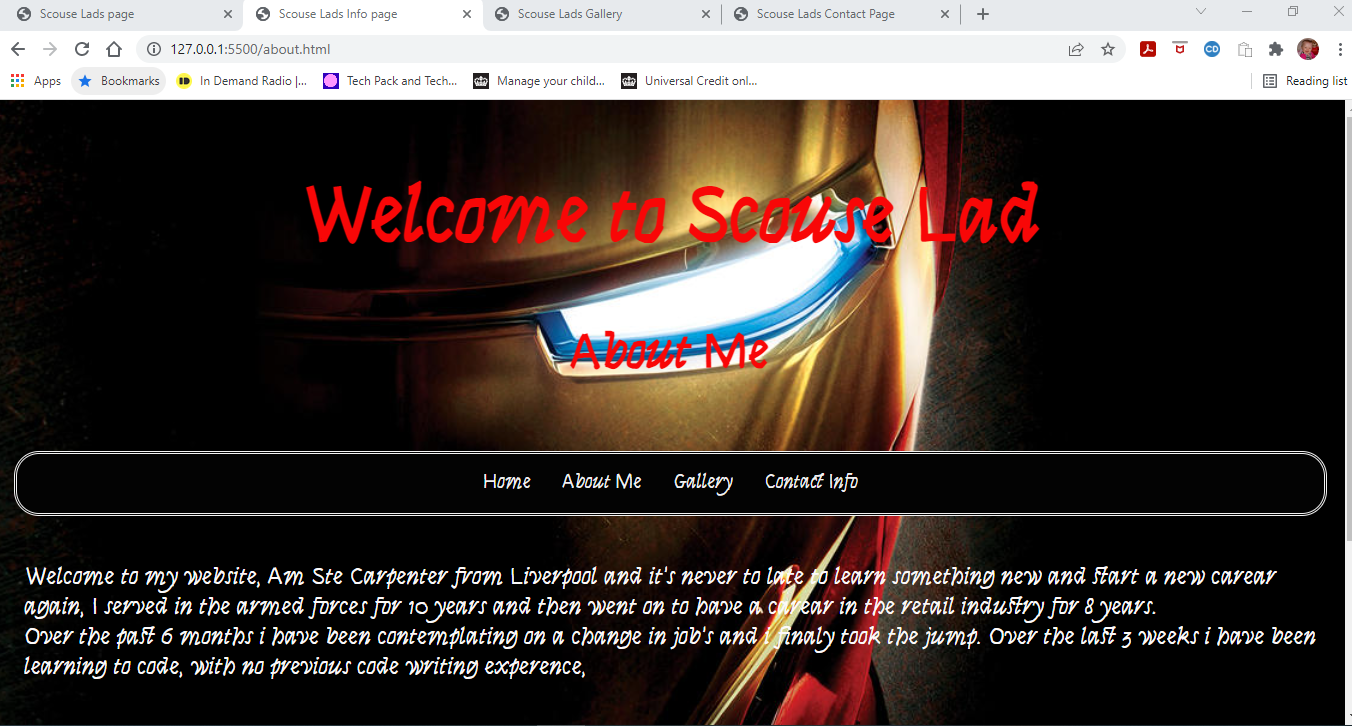 Scouse Lads page
Scouse Lads Info page
Scouse Lads Gallery
Scouse Lads Contact Page
127.0.0.1:5500/about.html
Apps
Bookmarks
In Demand Radio |...
Tech Pack and Tech...
Manage your child...
Universal Credit onl...
Reading list
Welcome to Scouse Lad
About Me
Home About Me Gallery Contact Info
Welcome to my website, Am Ste Carpenter from Liverpool and it's never to late to learn something new and start a new carear
again, I served in the armed forces for 10 years and then went on to have a carear in the retail industry for 8 years.
Over the past 6 months i have been contemplating on a change in job's and i finaly took the jump. Over the last 3 weeks i have been
learning to code, with no previous code writing experence,